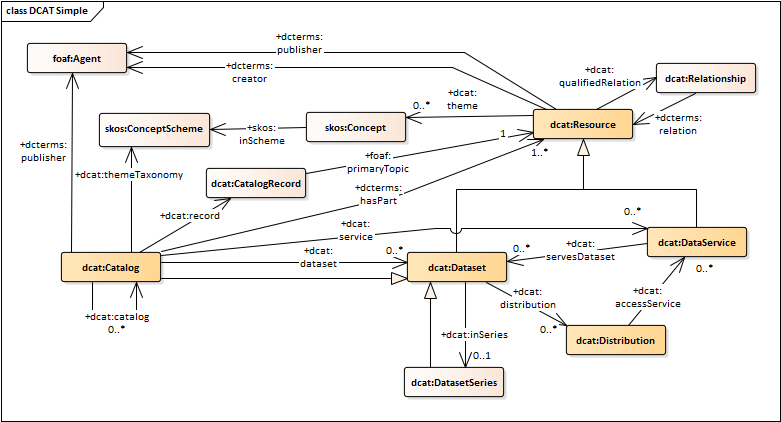 class DCAT Simple
+dcterms:
publisher
foaf:Agent
+dcterms:
creator
+dcat:
qualifiedRelation
dcat:Relationship
+dcat:
theme
0..*
skos:ConceptScheme
+skos:
inScheme
skos:Concept
dcat:Resource
+dcterms:
relation
+dcterms:
publisher
1
1..*
+foaf:
primaryTopic
+dcat:themeTaxonomy
dcat:CatalogRecord
+dcterms:
hasPart
+dcat:record
0..*
+dcat:
service
dcat:Catalog
+dcat:
dataset
0..*
dcat:Dataset
0..*
+dcat:
servesDataset
dcat:DataService
0..*
+dcat:
distribution
+dcat:
accessService
+dcat:catalog
0..*
+dcat:inSeries
0..*
dcat:Distribution
0..1
dcat:DatasetSeries